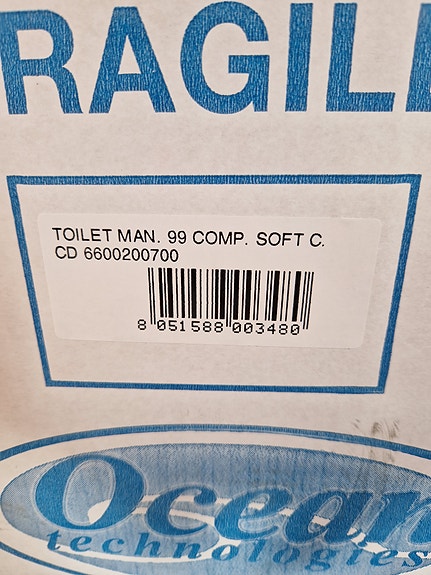 RAGIL
TOILET MAN. 99 COMP. SOFT C.
CD 6600200700
8 051588 003480
Ocean
technologies